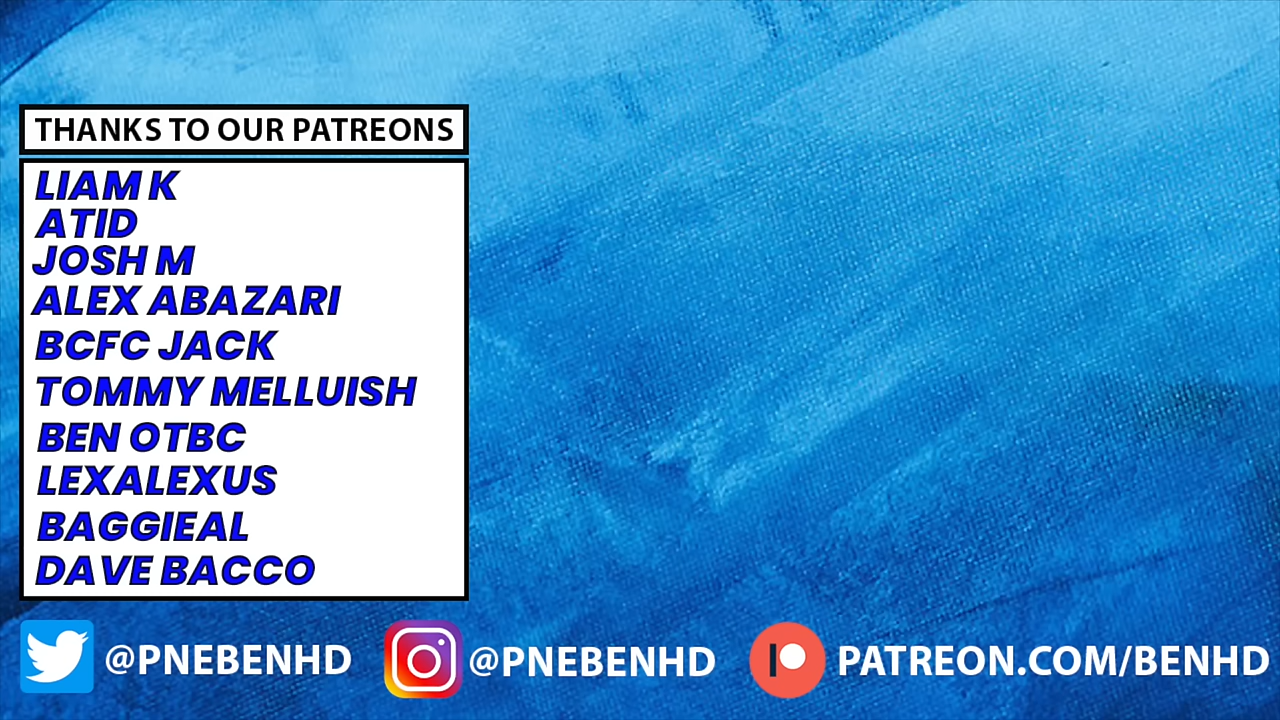 THANKS TO OUR PATREONS
LIAM K
ATID
JOSH M
ALEX ABAZARI
BCFC JACK
TOMMY MELLUISH
BEN OTBC
LEXALEXUS
BAGGIEAL
DAVE BACCO
@PNEBENHD @PNEBENHD PATREON.COM/BENHD